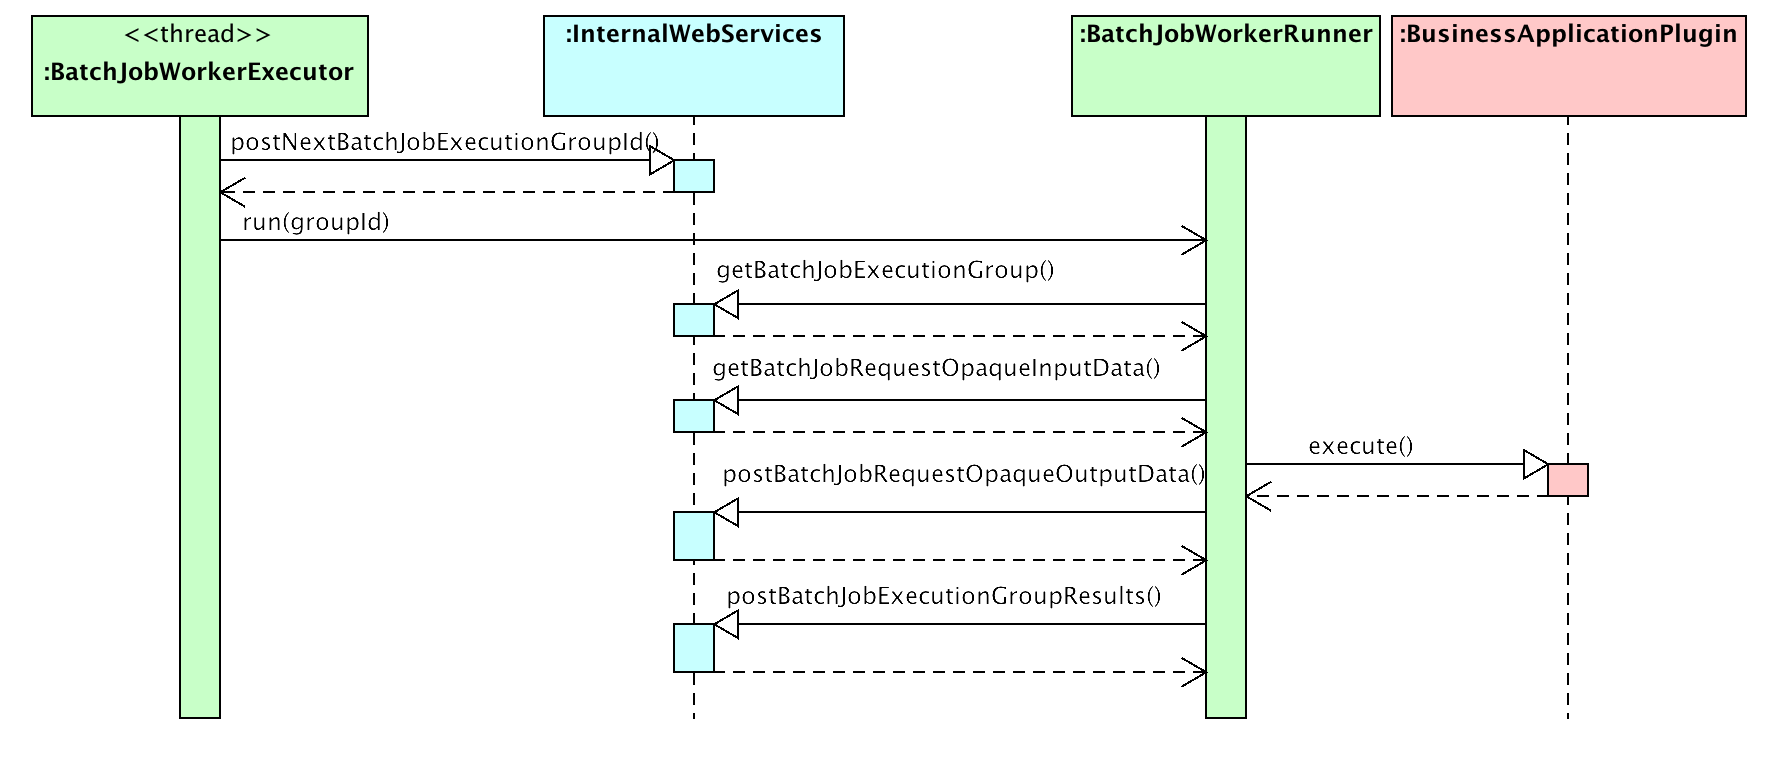 <<thread>>
:BatchJobWorkerExecutor
:InternalWebServices
:BatchJobWorkerRunner
:BusinessApplicationPlugin
postNextBatchJobExecutionGroupId()
run(groupId)
getBatchJobExecutionGroup()
getBatchJobRequestOpaqueInputData()
execute()
postBatchJobRequestOpaqueOutputData()
postBatchJobExecutionGroupResults()